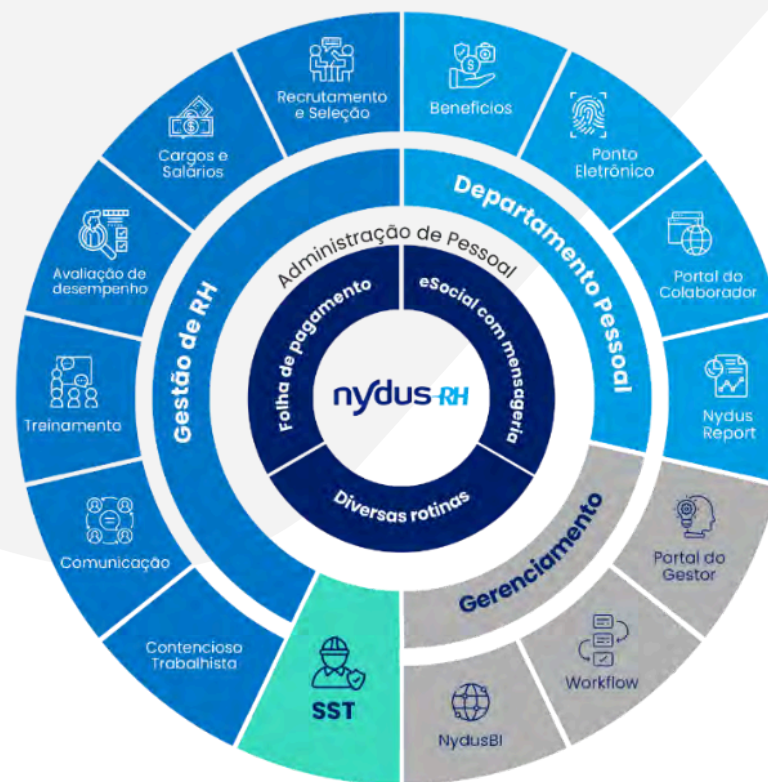 Recrutamento
e Seleção
Benefícios
Ponto
Eletrônico
Portal do
Colaborador
Nydus
Report
Portal do
Gestor
Workflow
NydusBI
SST
Contencioso
Trabalhista
Comunicação
Treinamento
Avaliação de
desempenho
Cargos e
Salários
Gestão de RH
Departamento Pessoal
Gerenciamento
Administração de Pessoal
Folha de pagamento
eSocial com mensageria
Diversas rotinas
nydus RH